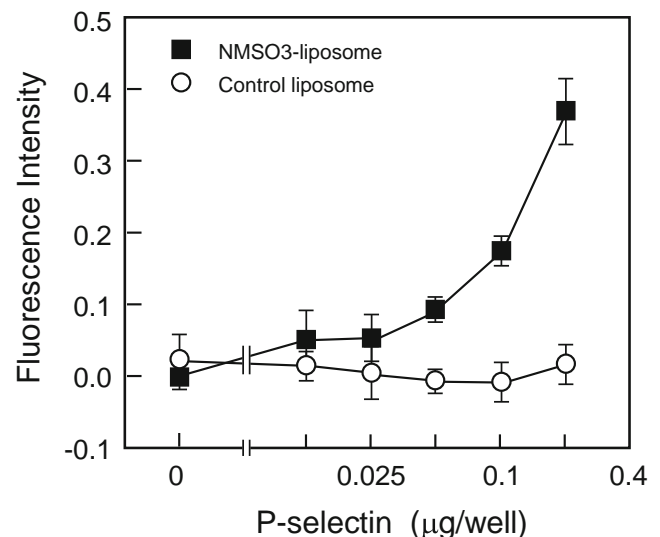 0.5
NMSO3-liposome
Control liposome
0.4
0.3
0.2
0.1
0.0
-0.1
Fluorescence Intensity
0 0.025 0.1 0.4
P-selectin (μg/well)